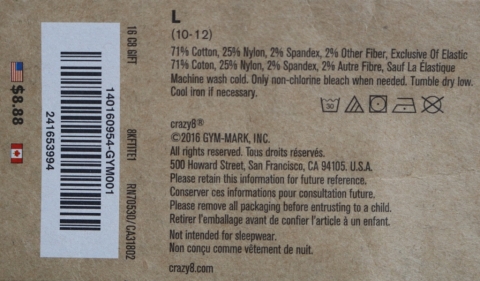 L
(10-12)
71% Cotton, 25% Nylon, 2% Spandex, 2% Other Fiber, Exclusive Of Elastic
71% Coton, 25% Nylon, 2% Spandex, 2% Autre Fibre, Sauf La Élastique
Machine wash cold. Only non-chlorine bleach when needed. Tumble dry low.
Cool iron if necessary.
30
crazy8®
©2016 GYM-MARK, INC.
All rights reserved. Tous droits réservés.
500 Howard Street, San Francisco, CA 94105. U.S.A.
Please retain this information for future reference.
Conserver ces informations pour consultation future.
Please remove all packaging before entrusting to a child.
Retirer l'emballage avant de confier l'article à un enfant.
Not intended for sleepwear.
Non conçu comme vêtement de nuit.
crazy8.com
16 C8 GIFT
8KFTITE1
RN70530/CA31802
140160954-GYM001
241653994
$8.88